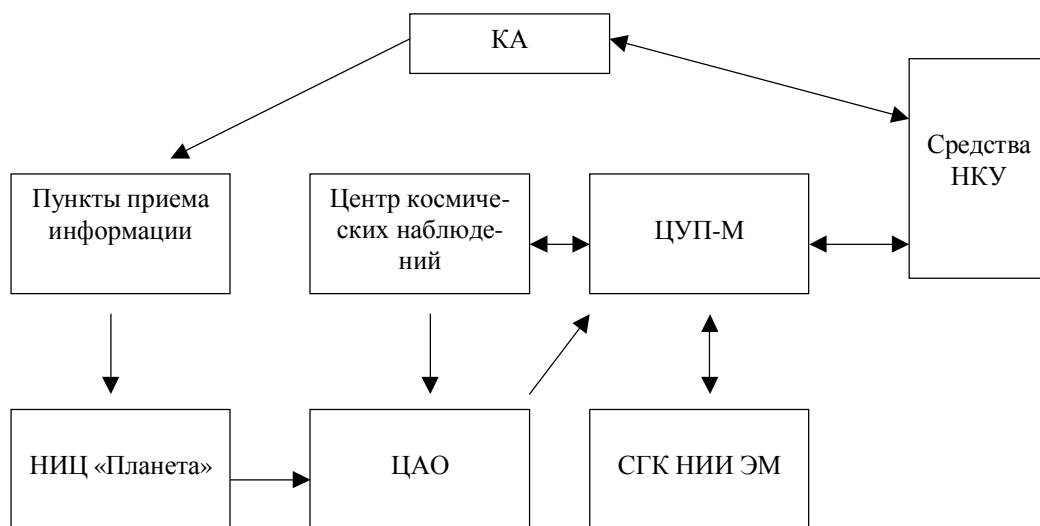 КА
Средства
НКУ
Пункты приема
информации
Центр космиче-
ских наблюде-
ний
ЦУП-М
НИЦ «Планета»
ЦАО
СГК НИИ ЭМ